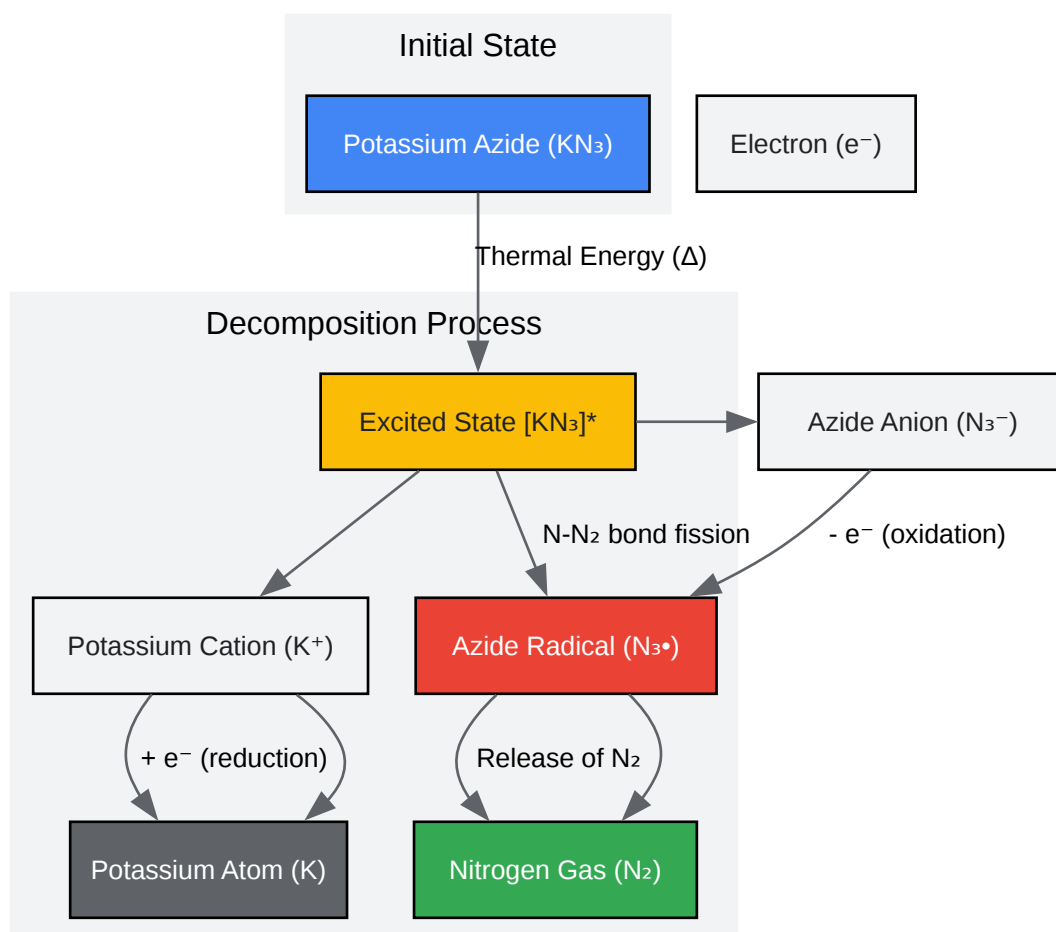 Initial State
Potassium Azide (KN₃)
Electron (e⁻)
Thermal Energy (Δ)
Decomposition Process
Excited State [KN₃]*
Azide Anion (N₃⁻)
N-N₂ bond fission
- e⁻ (oxidation)
Potassium Cation (K⁺)
Azide Radical (N₃•)
+ e⁻ (reduction)
Release of N₂
Potassium Atom (K)
Nitrogen Gas (N₂)